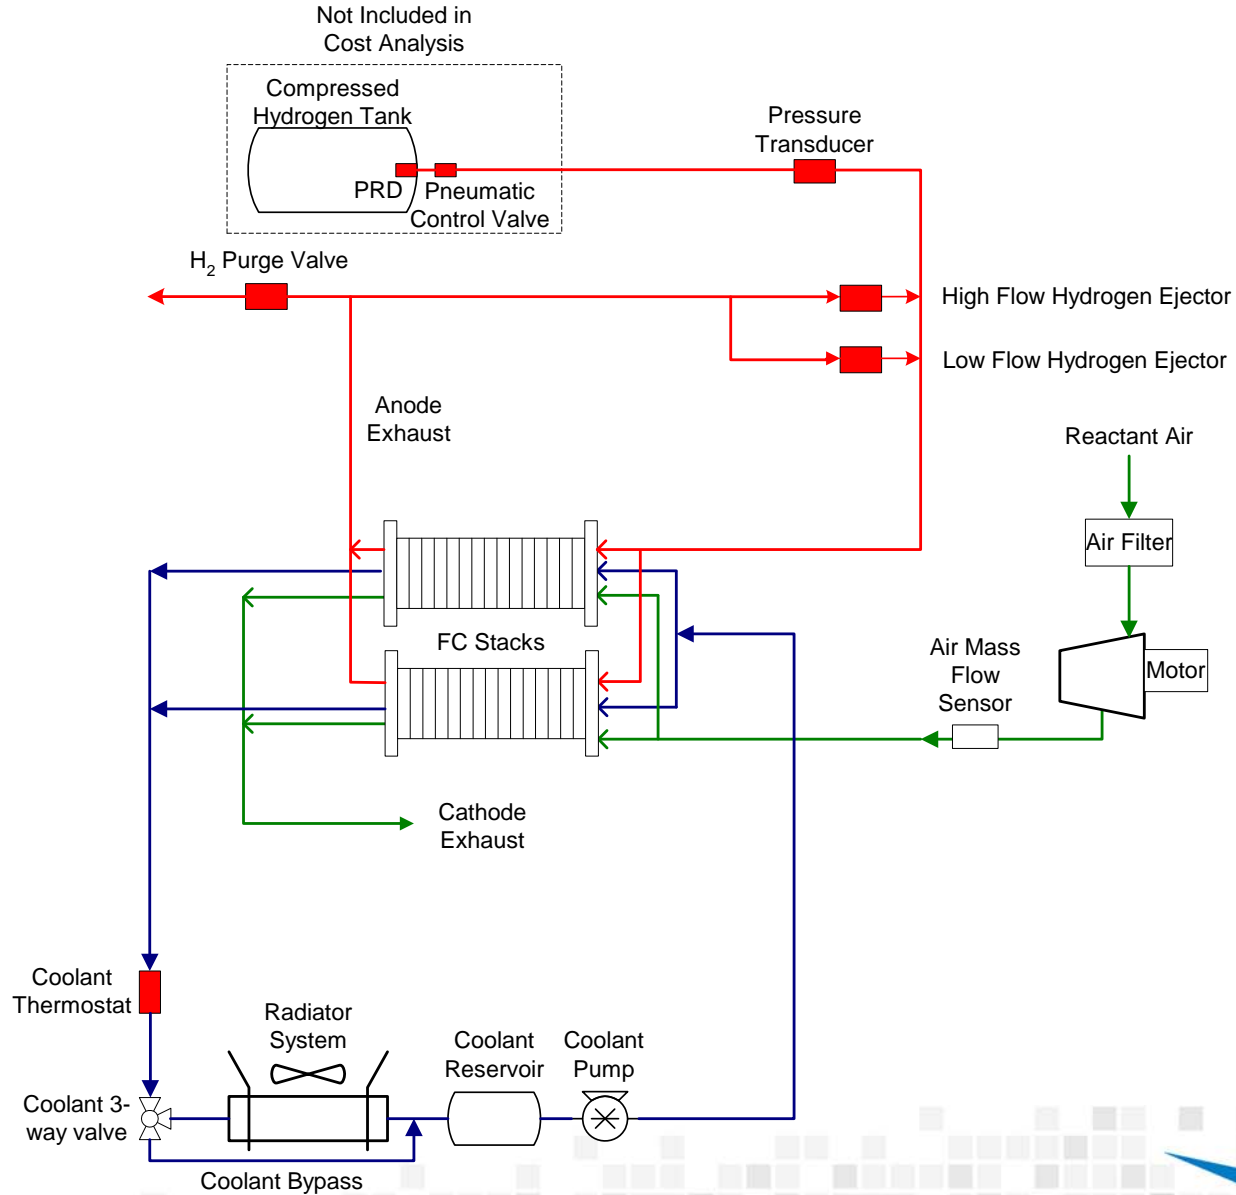 Not Included in
Cost Analysis
Compressed
Hydrogen Tank
PRD
Pneumatic
Control Valve
Pressure
Transducer
H2 Purge Valve
High Flow Hydrogen Ejector
Low Flow Hydrogen Ejector
Anode
Exhaust
Reactant Air
Air Filter
FC Stacks
Air Mass
Flow
Sensor
Motor
Cathode
Exhaust
Coolant
Thermostat
Radiator
System
Coolant
Reservoir
Coolant
Pump
Coolant 3-
way valve
Coolant Bypass